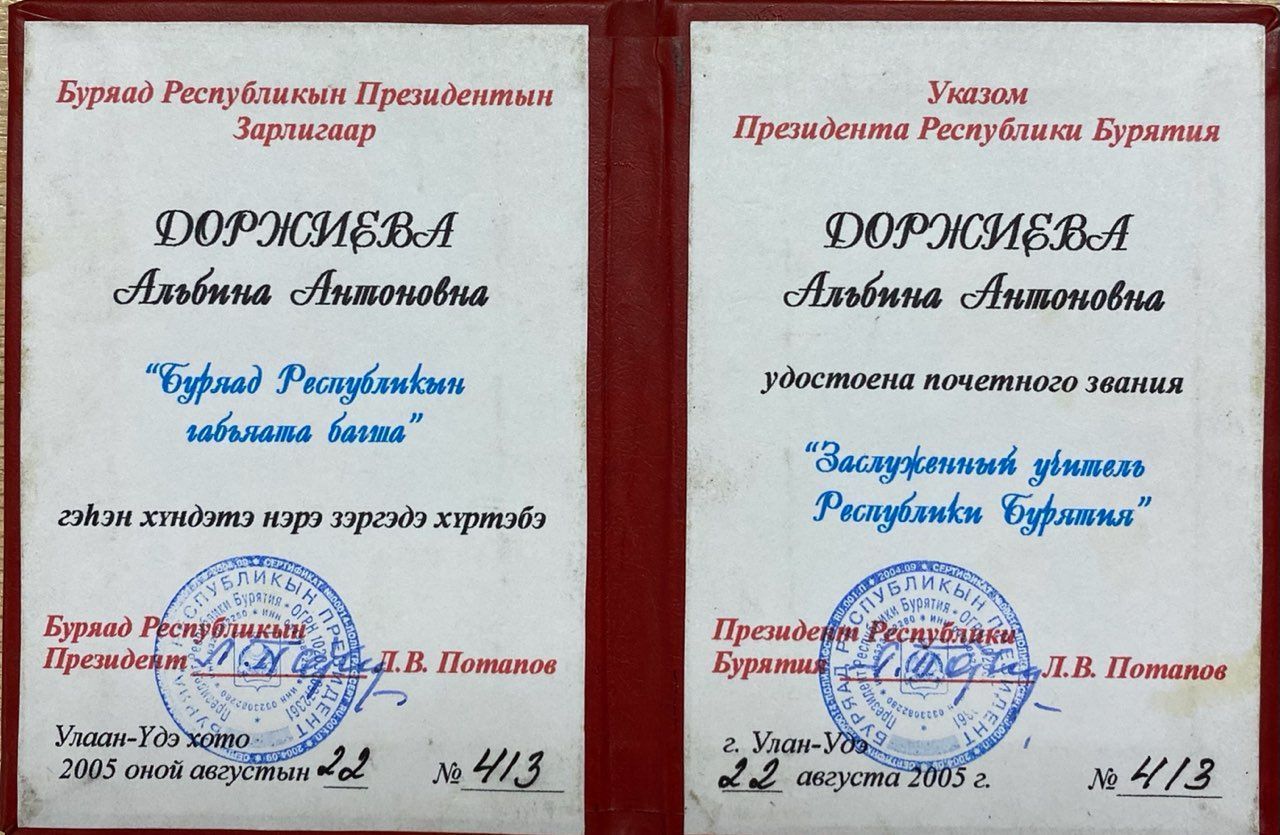 Буряад Республикын Президентын
Зарлигаар
ДОРЖИЕВА
Альбина Антоновна
“Буряад Республикын
габьяата багша”
гэһэн хүндэтэ нэрэ зэргэдэ хүртэбэ
Буряад Республикын
Президент Л.В. Потапов
Улаан-Үдэ хото
2005 оной августын 22 № 413
Указом
Президента Республики Бурятия
ДОРЖИЕВА
Альбина Антоновна
удостоена почетного звания
“Заслуженный учитель
Республики Бурятия”
Президент Республики
Бурятия Л.В. Потапов
г. Улан-Удэ
22 августа 2005 г. № 413